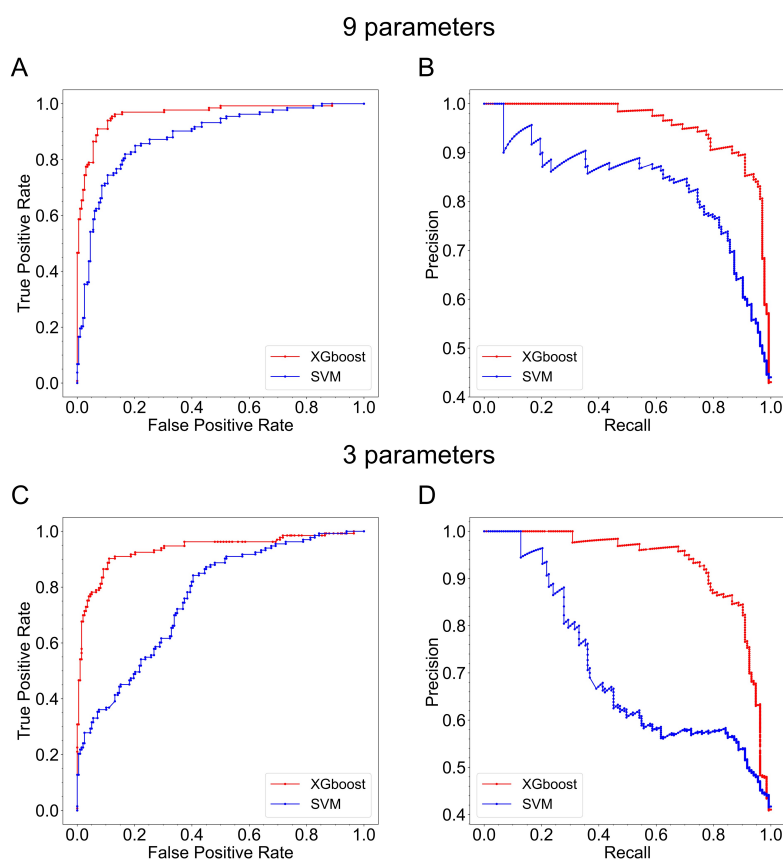 9 parameters
A
True Positive Rate
1.0
0.8
0.6
0.4
0.2
0.0
XGboost
SVM
0.0 0.2 0.4 0.6 0.8 1.0
False Positive Rate
B
Precision
1.0
0.9
0.8
0.7
0.6
0.5
0.4
XGboost
SVM
0.0 0.2 0.4 0.6 0.8 1.0
Recall
3 parameters
C
True Positive Rate
1.0
0.8
0.6
0.4
0.2
0.0
XGboost
SVM
0.0 0.2 0.4 0.6 0.8 1.0
False Positive Rate
D
Precision
1.0
0.9
0.8
0.7
0.6
0.5
0.4
XGboost
SVM
0.0 0.2 0.4 0.6 0.8 1.0
Recall